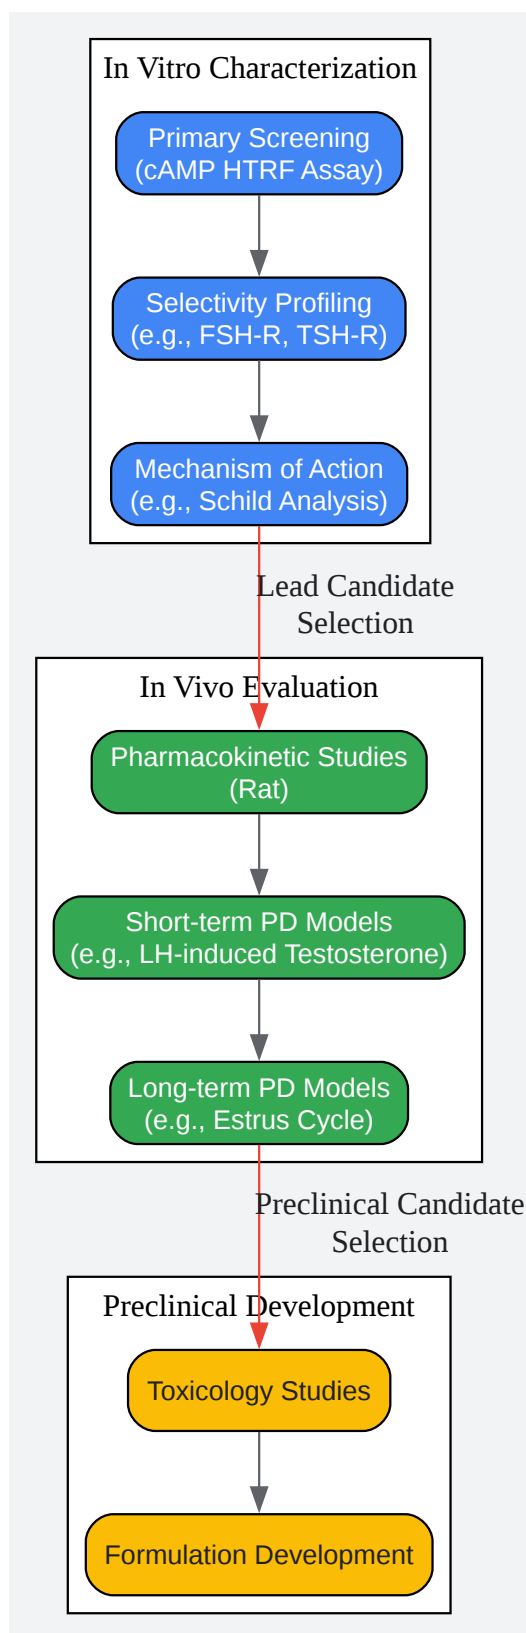 In Vitro Characterization
Primary Screening
(cAMP HTRF Assay)
Selectivity Profiling
(e.g., FSH-R, TSH-R)
Mechanism of Action
(e.g., Schild Analysis)
Lead Candidate
Selection
In Vivo Evaluation
Pharmacokinetic Studies
(Rat)
Short-term PD Models
(e.g., LH-induced Testosterone)
Long-term PD Models
(e.g., Estrus Cycle)
Preclinical Candidate
Selection
Preclinical Development
Toxicology Studies
Formulation Development